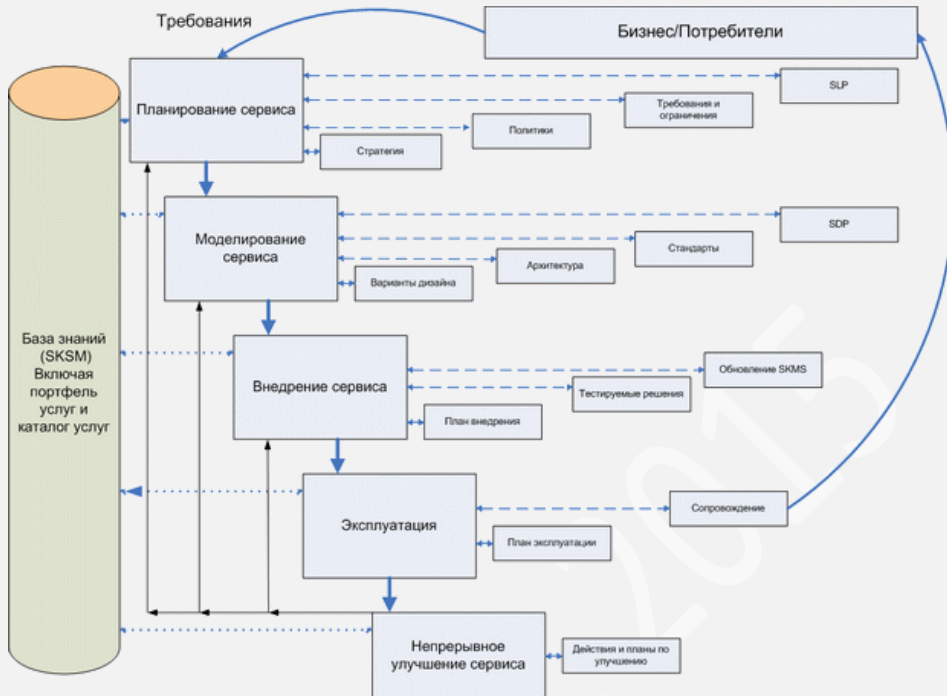 Требования
Бизнес/Потребители
Планирование сервиса
SLP
Требования и
ограничения
Политики
Стратегия
Моделирование
сервиса
SDP
Стандарты
Архитектура
Варианты дизайна
База знаний
(SKSM)
Включая
портфель
услуг и
каталог услуг
Внедрение сервиса
Обновление SKMS
Тестируемые решения
План внедрения
Эксплуатация
Сопровождение
План эксплуатации
Непрерывное
улучшение сервиса
Действия и планы по
улучшению
2015